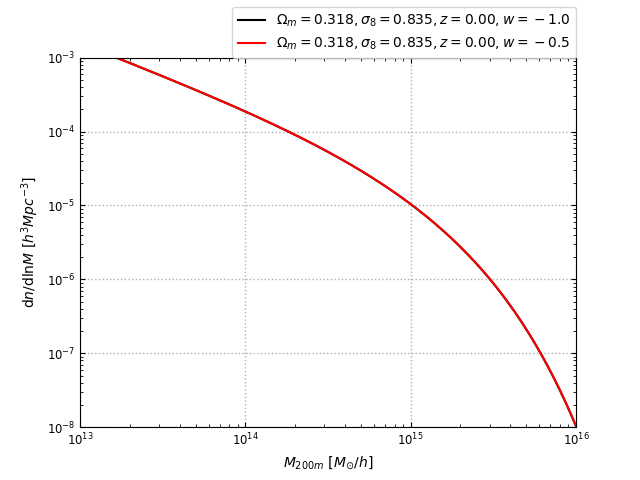 Ωₘ = 0.318, σ₈ = 0.835, z = 0.00, w = −1.0
Ωₘ = 0.318, σ₈ = 0.835, z = 0.00, w = −0.5
10⁻³
10⁻⁴
10⁻⁵
10⁻⁶
10⁻⁷
10⁻⁸
dn/dlnM [h³Mpc⁻³]
10¹³ 10¹⁴ 10¹⁵ 10¹⁶
M₂₀₀ₘ [M⊙/h]